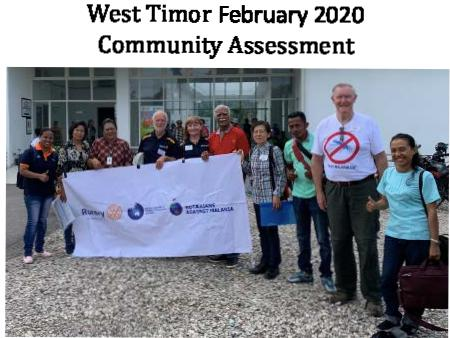 West Timor February 2020
Community Assessment
Rotary
ROTARIANS
AGAINST MALARIA